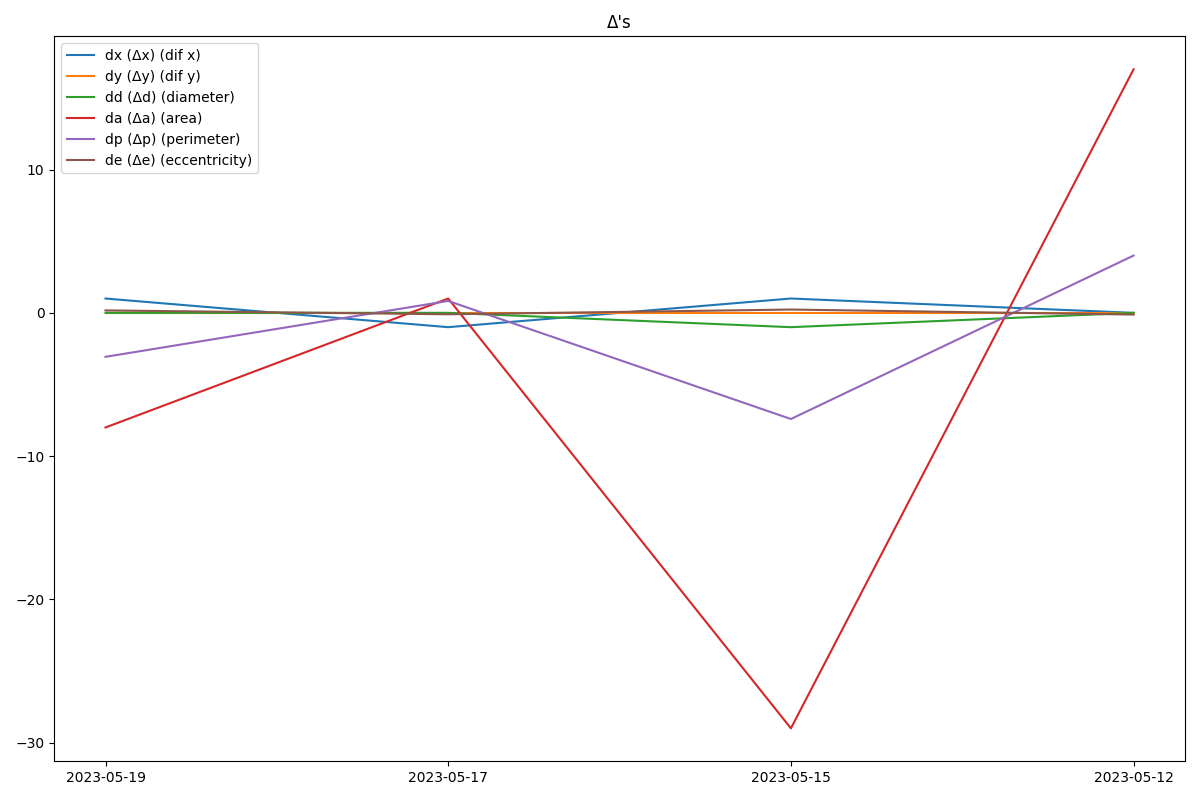 Δ's
dx (Δx) (dif x)
dy (Δy) (dif y)
dd (Δd) (diameter)
da (Δa) (area)
dp (Δp) (perimeter)
de (Δe) (eccentricity)
10
0
−10
−20
−30
2023-05-19 2023-05-17 2023-05-15 2023-05-12